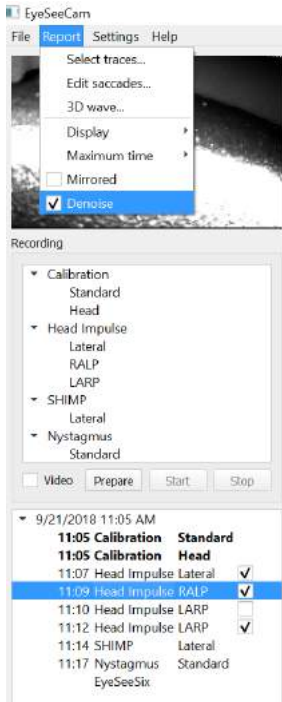 EyeSeeCam
File Report Settings Help
Select traces...
Edit saccades...
3D wave...
Display
Maximum time
Mirrored
Denoise
Recording
Calibration
Standard
Head
Head Impulse
Lateral
RALP
LARP
SHIMP
Lateral
Nystagmus
Standard
Video Prepare Start Stop
9/21/2018 11:05 AM
11:05 Calibration Standard
11:05 Calibration Head
11:07 Head Impulse Lateral
11:09 Head Impulse RALP
11:10 Head Impulse LARP
11:12 Head Impulse LARP
11:14 SHIMP Lateral
11:17 Nystagmus Standard
EyeSeeSix